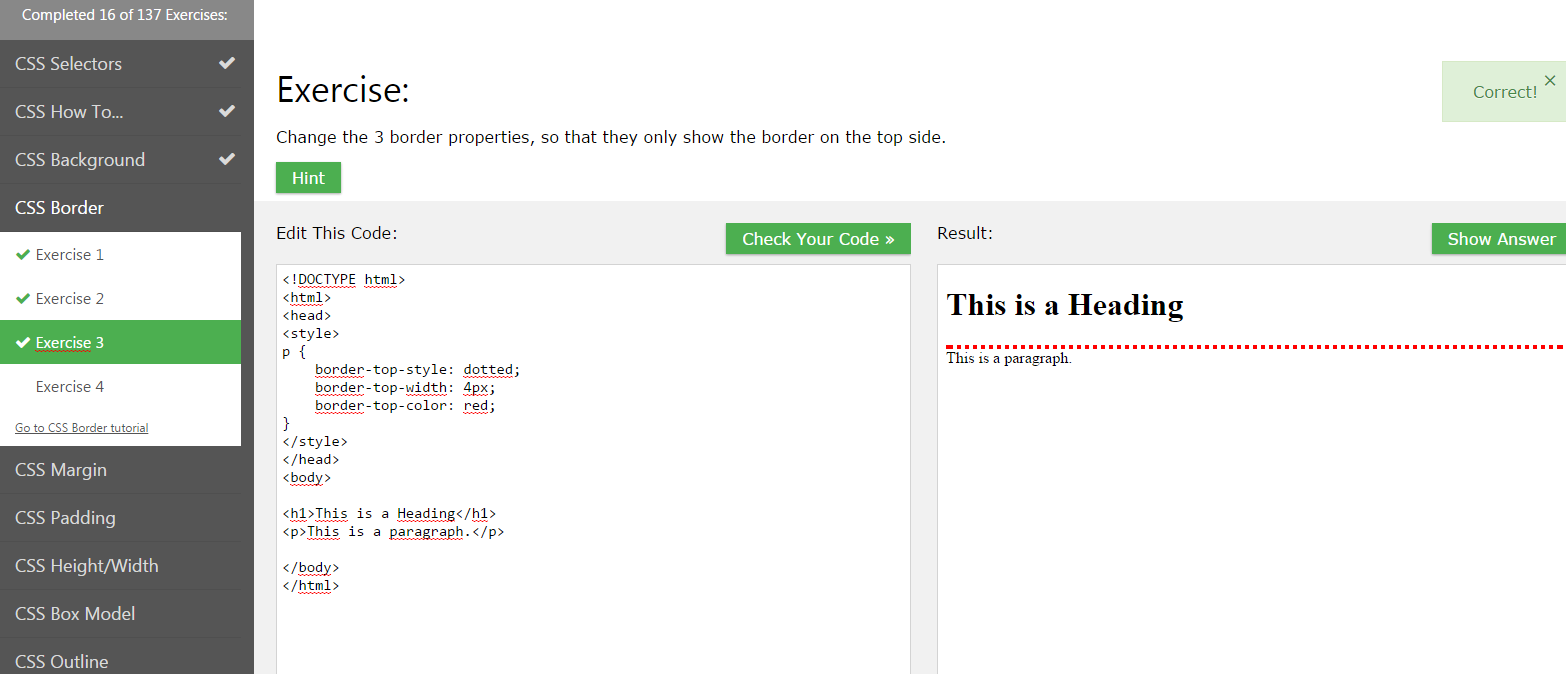 Completed 16 of 137 Exercises:
CSS Selectors
CSS How To...
CSS Background
CSS Border
Exercise 1
Exercise 2
Exercise 3
Exercise 4
Go to CSS Border tutorial
CSS Margin
CSS Padding
CSS Height/Width
CSS Box Model
CSS Outline
Exercise:
Correct! ×
Change the 3 border properties, so that they only show the border on the top side.
Hint
Edit This Code:
Check Your Code »
<!DOCTYPE html>
<html>
<head>
<style>
p {
    border-top-style: dotted;
    border-top-width: 4px;
    border-top-color: red;
}
</style>
</head>
<body>

<h1>This is a Heading</h1>
<p>This is a paragraph.</p>

</body>
</html>
Result:
Show Answer
This is a Heading
This is a paragraph.